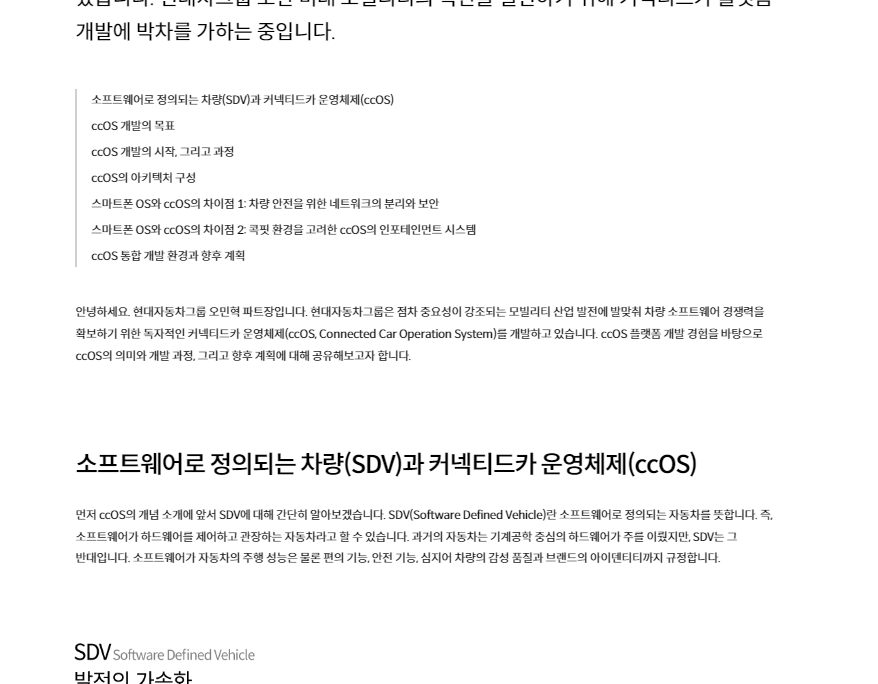 개발에 박차를 가하는 중입니다.
소프트웨어로 정의되는 차량(SDV)과 커넥티드카 운영체제(ccOS)
ccOS 개발의 목표
ccOS 개발의 시작, 그리고 과정
ccOS의 아키텍처 구성
스마트폰 OS와 ccOS의 차이점 1: 차량 안전을 위한 네트워크의 분리와 보안
스마트폰 OS와 ccOS의 차이점 2: 콕핏 환경을 고려한 ccOS의 인포테인먼트 시스템
ccOS 통합 개발 환경과 향후 계획
안녕하세요. 현대자동차그룹 오민혁 파트장입니다. 현대자동차그룹은 점차 중요성이 강조되는 모빌리티 산업 발전에 발맞춰 차량 소프트웨어 경쟁력을
확보하기 위한 독자적인 커넥티드카 운영체제(ccOS, Connected Car Operation System)를 개발하고 있습니다. ccOS 플랫폼 개발 경험을 바탕으로
ccOS의 의미와 개발 과정, 그리고 향후 계획에 대해 공유해보고자 합니다.
소프트웨어로 정의되는 차량(SDV)과 커넥티드카 운영체제(ccOS)
먼저 ccOS의 개념 소개에 앞서 SDV에 대해 간단히 알아보겠습니다. SDV(Software Defined Vehicle)란 소프트웨어로 정의되는 자동차를 뜻합니다. 즉,
소프트웨어가 하드웨어를 제어하고 관장하는 자동차라고 할 수 있습니다. 과거의 자동차는 기계공학 중심의 하드웨어가 주를 이뤘지만, SDV는 그
반대입니다. 소프트웨어가 자동차의 주행 성능은 물론 편의 기능, 안전 기능, 심지어 차량의 감성 품질과 브랜드의 아이덴티티까지 규정합니다.
SDV Software Defined Vehicle
발전의 가속화